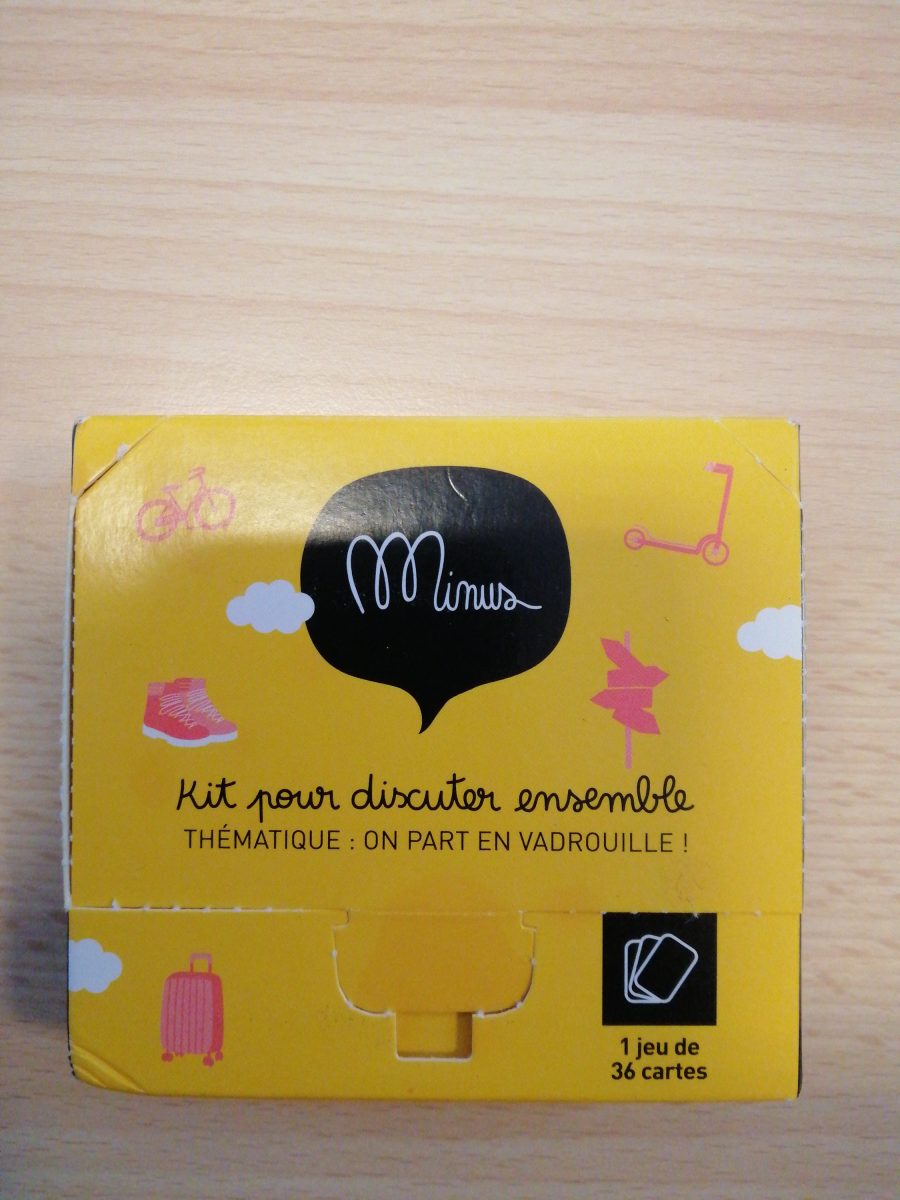 Minus
Kit pour discuter ensemble
THÉMATIQUE : ON PART EN VADROUILLE !
1 jeu de
36 cartes